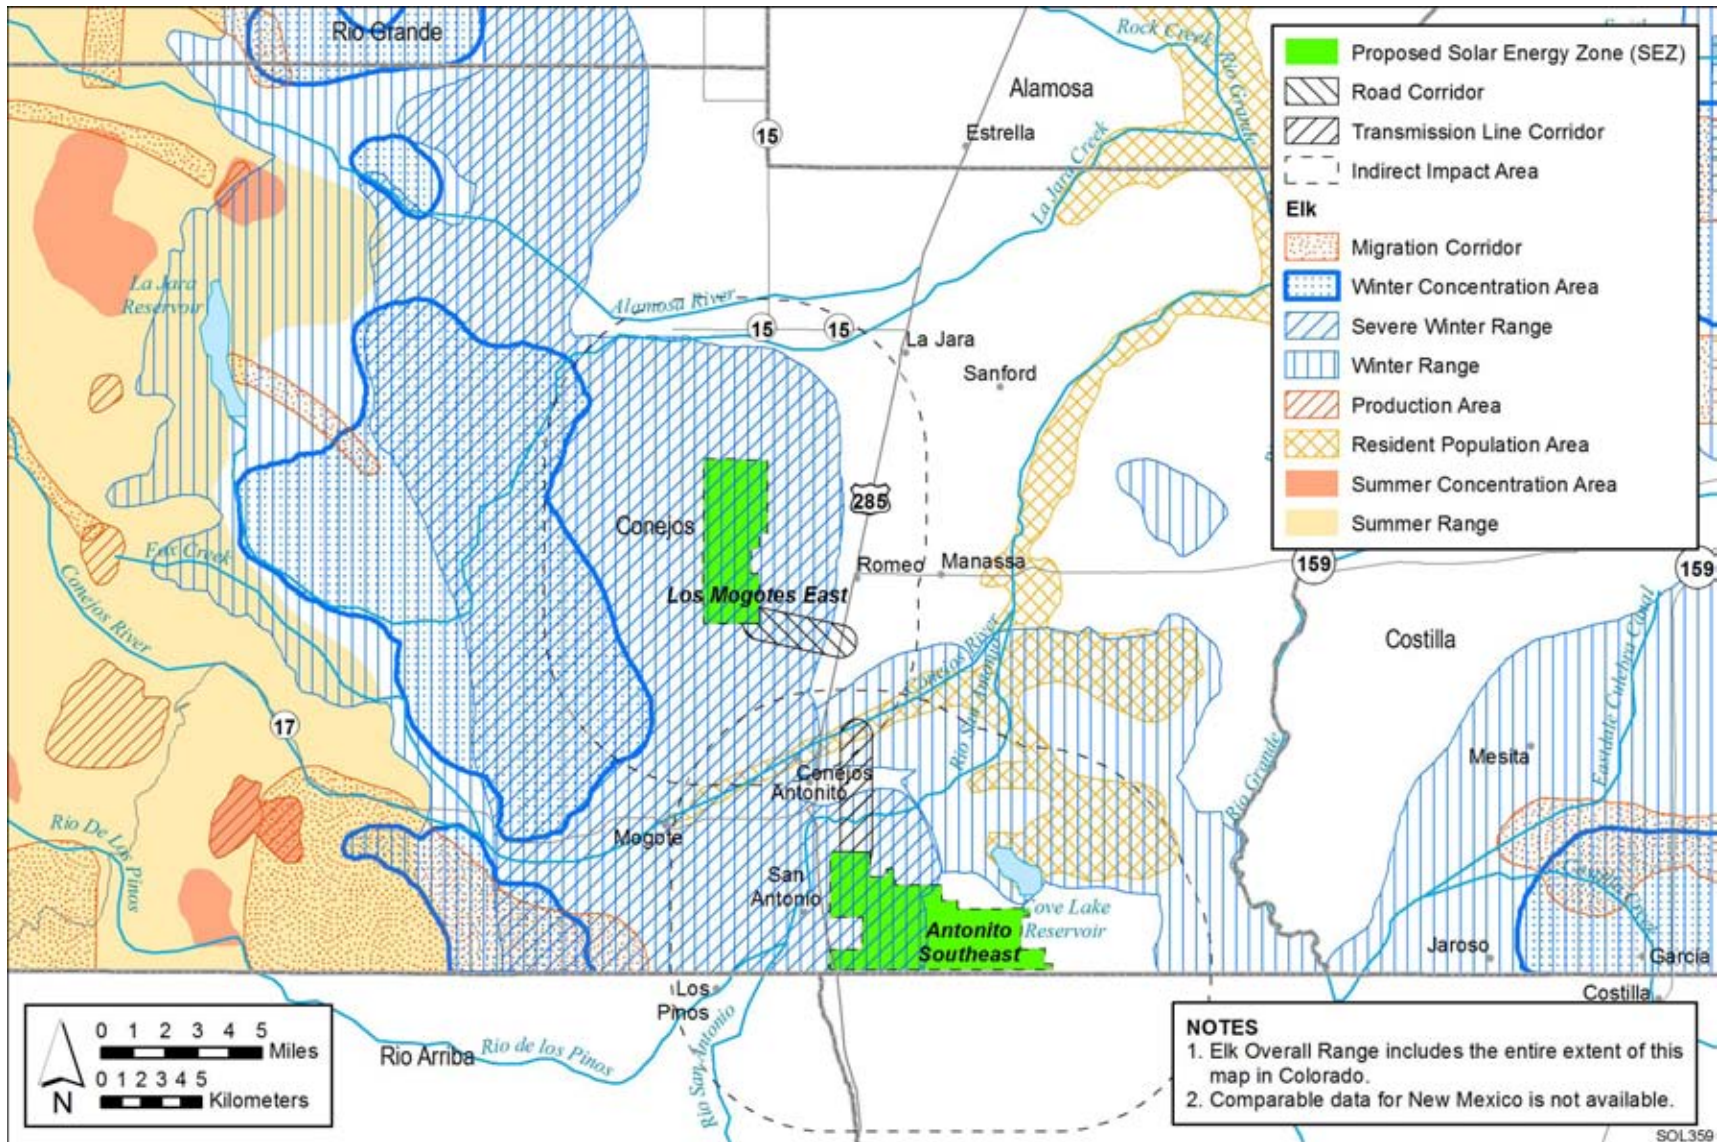 Rio Grande
Rock Creek
Rio Grande
Alamosa
Estrella
La Jara Creek
15
La Jara
Reservoir
Alamosa River
15
15
La Jara
Sanford
285
Conejos
Romeo
Manassa
Los Mogotes East
Fox Creek
Conejos River
17
Conejos River
Rio San Antonio
Conejos
Antonito
Mogote
Rio De Los Pinos
San
Antonio
Antonito
Southeast
Cove Lake
Reservoir
Los
Pinos
Rio Arriba
Rio de los Pinos
Rio San Antonio
159
159
Costilla
Eastdale Culebra Canal
Mesita
Rio Grande
Costilla Creek
Jaroso
Garcia
Costilla
Proposed Solar Energy Zone (SEZ)
Road Corridor
Transmission Line Corridor
Indirect Impact Area
Elk
Migration Corridor
Winter Concentration Area
Severe Winter Range
Winter Range
Production Area
Resident Population Area
Summer Concentration Area
Summer Range
0 1 2 3 4 5
Miles
0 1 2 3 4 5
Kilometers
N
NOTES
1. Elk Overall Range includes the entire extent of this
map in Colorado.
2. Comparable data for New Mexico is not available.
SOL359